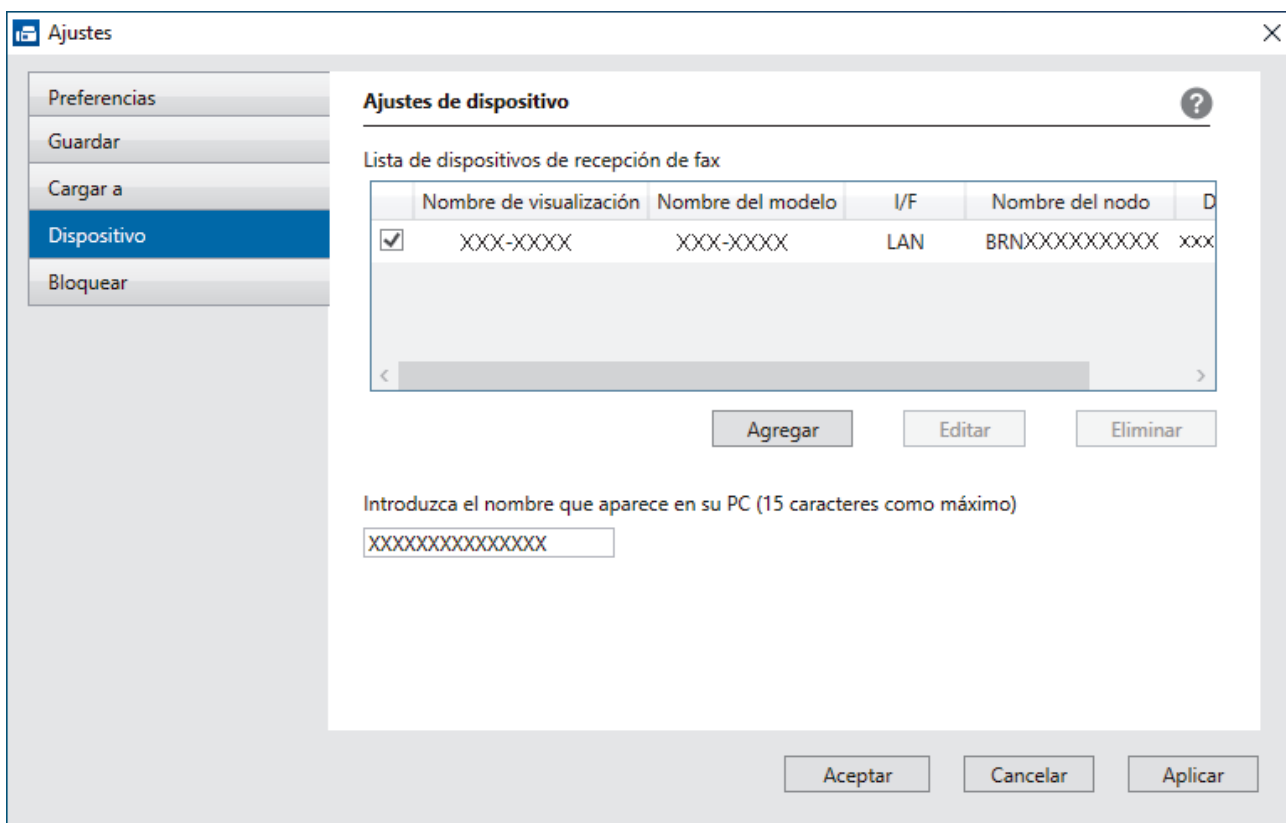 Ajustes
Preferencias
Guardar
Cargar a
Dispositivo
Bloquear
Ajustes de dispositivo
?
Lista de dispositivos de recepción de fax
Nombre de visualización Nombre del modelo I/F Nombre del nodo D
XXX-XXXX XXX-XXXX LAN BRNXXXXXXXXX xxx
Agregar Editar Eliminar
Introduzca el nombre que aparece en su PC (15 caracteres como máximo)
XXXXXXXXXXXXXXX
Aceptar Cancelar Aplicar